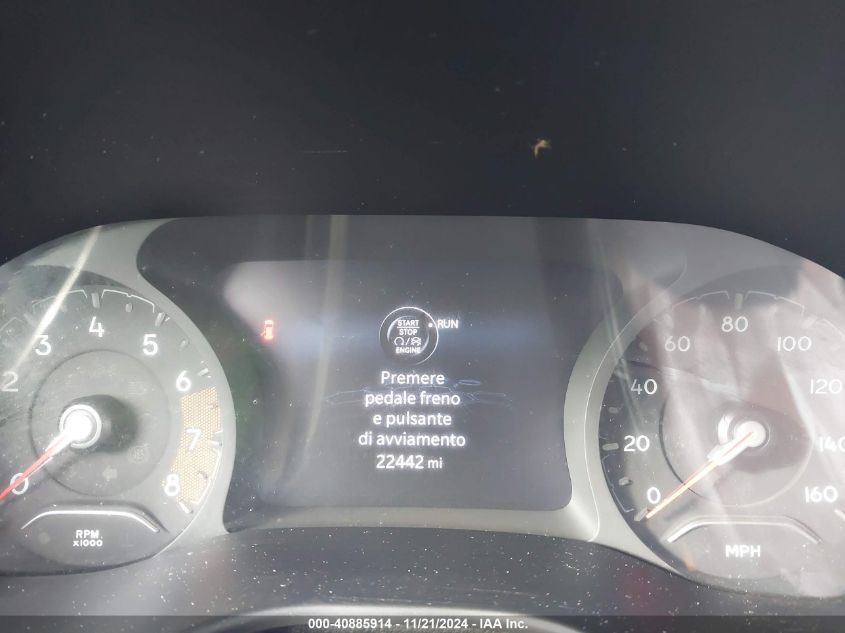 START
STOP
ENGINE
RUN
Premere
pedale freno
e pulsante
di avviamento
22442 mi
0
2
3
4
5
6
7
8
RPM
x1000
0
20
40
60
80
100
120
140
160
MPH
000-40885914 - 11/21/2024 - IAA Inc.